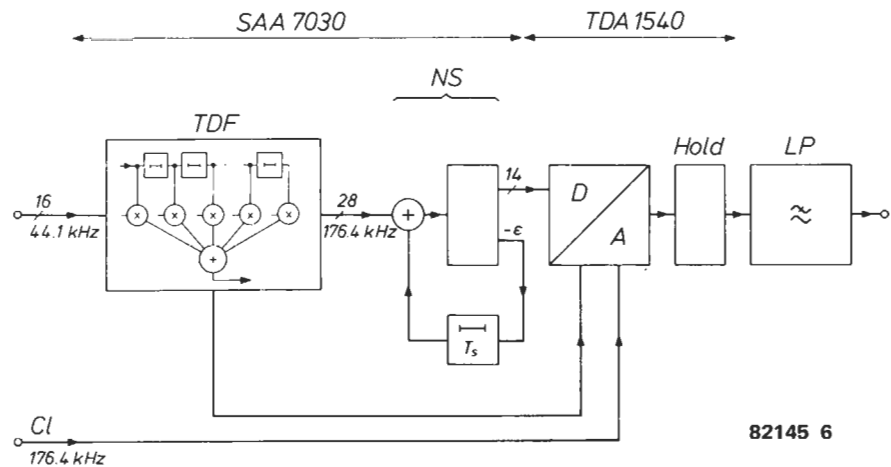 SAA 7030
TDA 1540
NS
TDF
Hold
LP
16
44.1 kHz
28
176.4 kHz
+
14
-ε
D
A
≈
x x x x x
+
Ts
Cl
176.4 kHz
82145 6